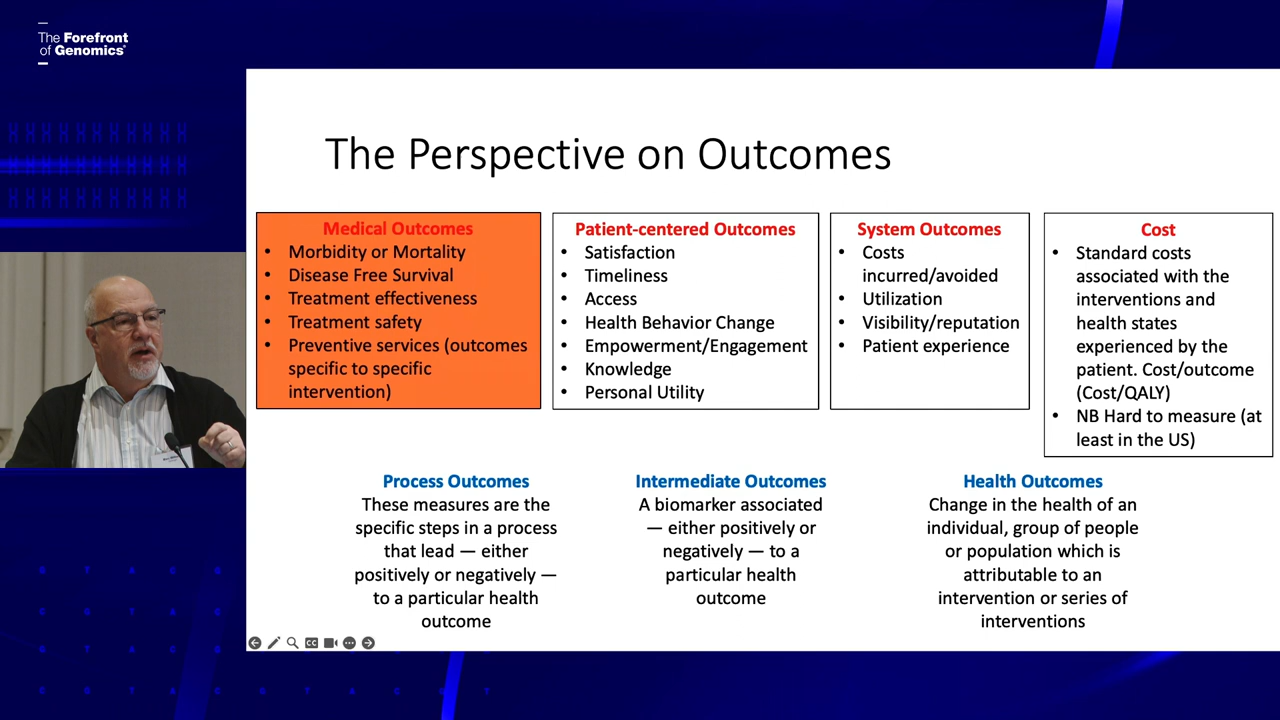 The Forefront
of Genomics
The Perspective on Outcomes
Medical Outcomes
• Morbidity or Mortality
• Disease Free Survival
• Treatment effectiveness
• Treatment safety
• Preventive services (outcomes
specific to specific
intervention)
Patient-centered Outcomes
• Satisfaction
• Timeliness
• Access
• Health Behavior Change
• Empowerment/Engagement
• Knowledge
• Personal Utility
System Outcomes
• Costs
incurred/avoided
• Utilization
• Visibility/reputation
• Patient experience
Cost
• Standard costs
associated with the
interventions and
health states
experienced by the
patient. Cost/outcome
(Cost/QALY)
• NB Hard to measure (at
least in the US)
Process Outcomes
These measures are the
specific steps in a process
that lead — either
positively or negatively —
to a particular health
outcome
Intermediate Outcomes
A biomarker associated
— either positively or
negatively — to a
particular health
outcome
Health Outcomes
Change in the health of an
individual, group of people
or population which is
attributable to an
intervention or series of
interventions
CC